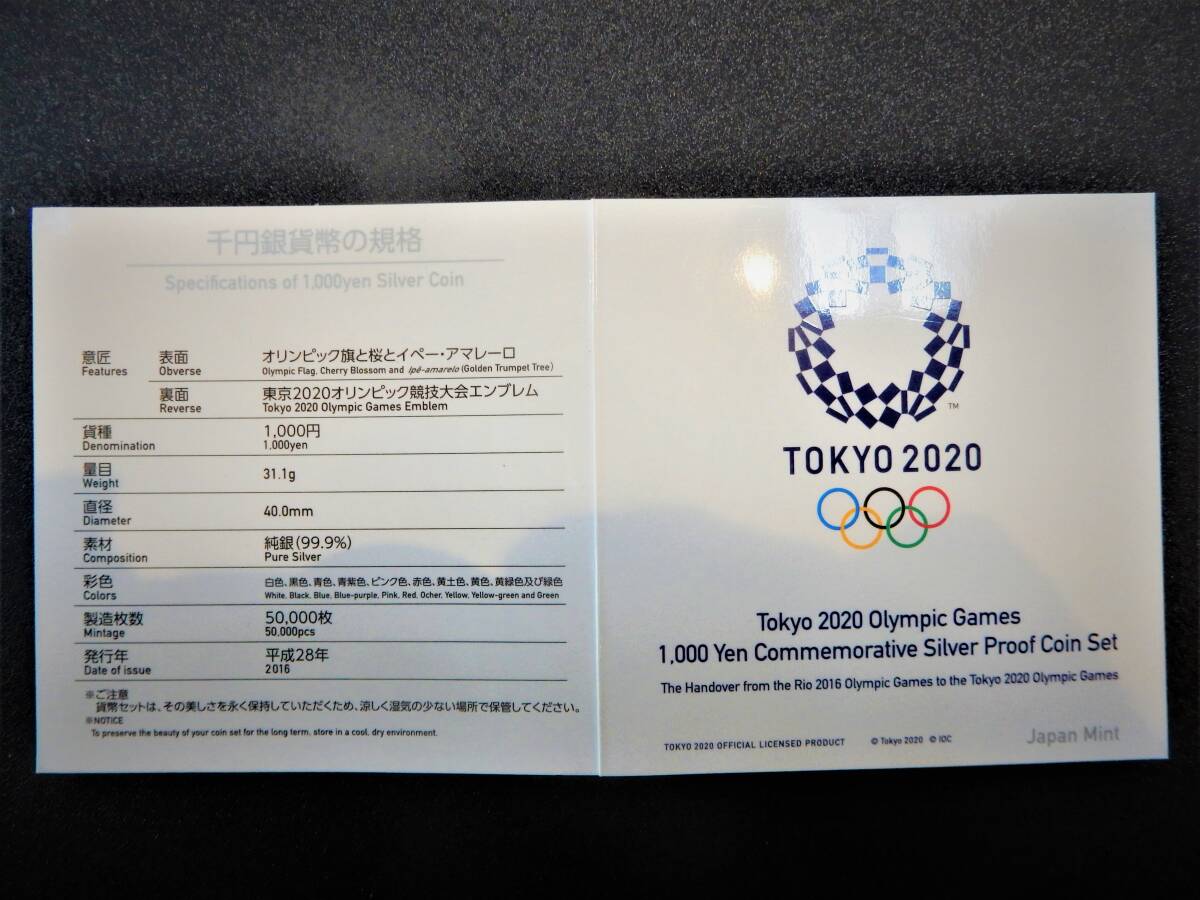 千円銀貨幣の規格
Specifications of 1,000yen Silver Coin
意匠 表面 オリンピック旗と桜とイペー・アマレーロ
Features Obverse Olympic Flag, Cherry Blossom and Ipê-amarelo (Golden Trumpet Tree)
裏面 東京2020オリンピック競技大会エンブレム
Reverse Tokyo 2020 Olympic Games Emblem
貨種 1,000円
Denomination 1,000yen
量目 31.1g
Weight
直径 40.0mm
Diameter
素材 純銀(99.9%)
Composition Pure Silver
彩色 白色、黒色、青色、青紫色、ピンク色、赤色、黄土色、黄色、黄緑色及び緑色
Colors White, Black, Blue, Blue-purple, Pink, Red, Ocher, Yellow, Yellow-green and Green
製造枚数 50,000枚
Mintage 50,000pcs
発行年 平成28年
Date of issue 2016
※ご注意
貨幣セットは、その美しさを永く保持していただくため、涼しく湿気の少ない場所で保管してください。
※NOTICE
To preserve the beauty of your coin set for the long term, store in a cool, dry environment.
TM
TOKYO 2020
Tokyo 2020 Olympic Games
1,000 Yen Commemorative Silver Proof Coin Set
The Handover from the Rio 2016 Olympic Games to the Tokyo 2020 Olympic Games
TOKYO 2020 OFFICIAL LICENSED PRODUCT © Tokyo 2020 © IOC
Japan Mint